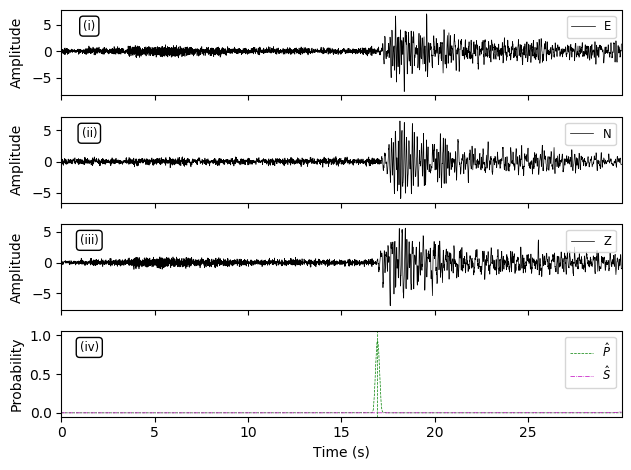 (i)
E
Amplitude
5
0
−5
(ii)
N
Amplitude
5
0
−5
(iii)
Z
Amplitude
5
0
−5
(iv)
P̂
Ŝ
Probability
1.0
0.5
0.0
0 5 10 15 20 25
Time (s)